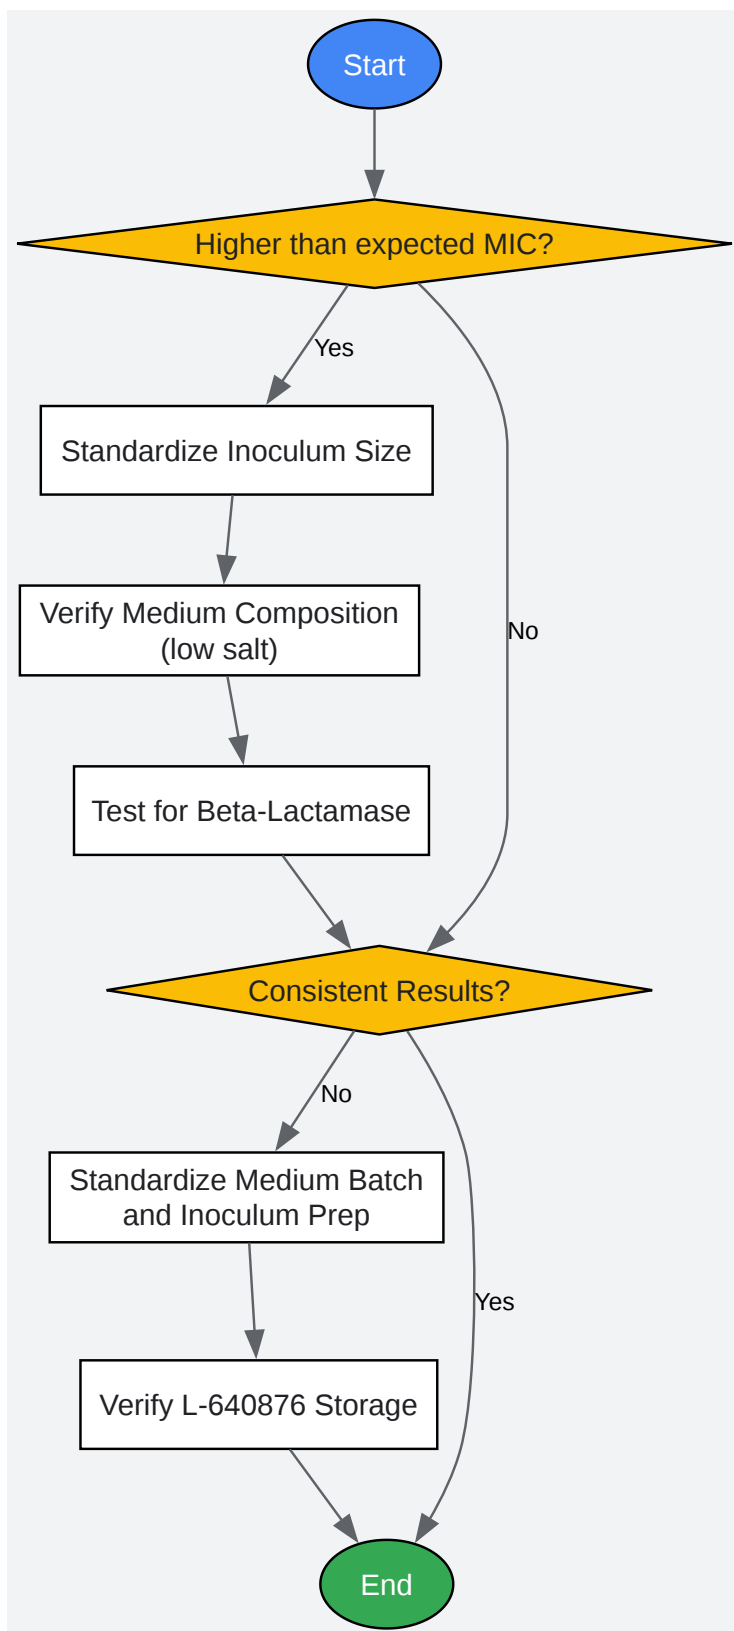 Start
Higher than expected MIC?
Yes
Standardize Inoculum Size
Verify Medium Composition
(low salt)
No
Test for Beta-Lactamase
Consistent Results?
No
Standardize Medium Batch
and Inoculum Prep
Yes
Verify L-640876 Storage
End